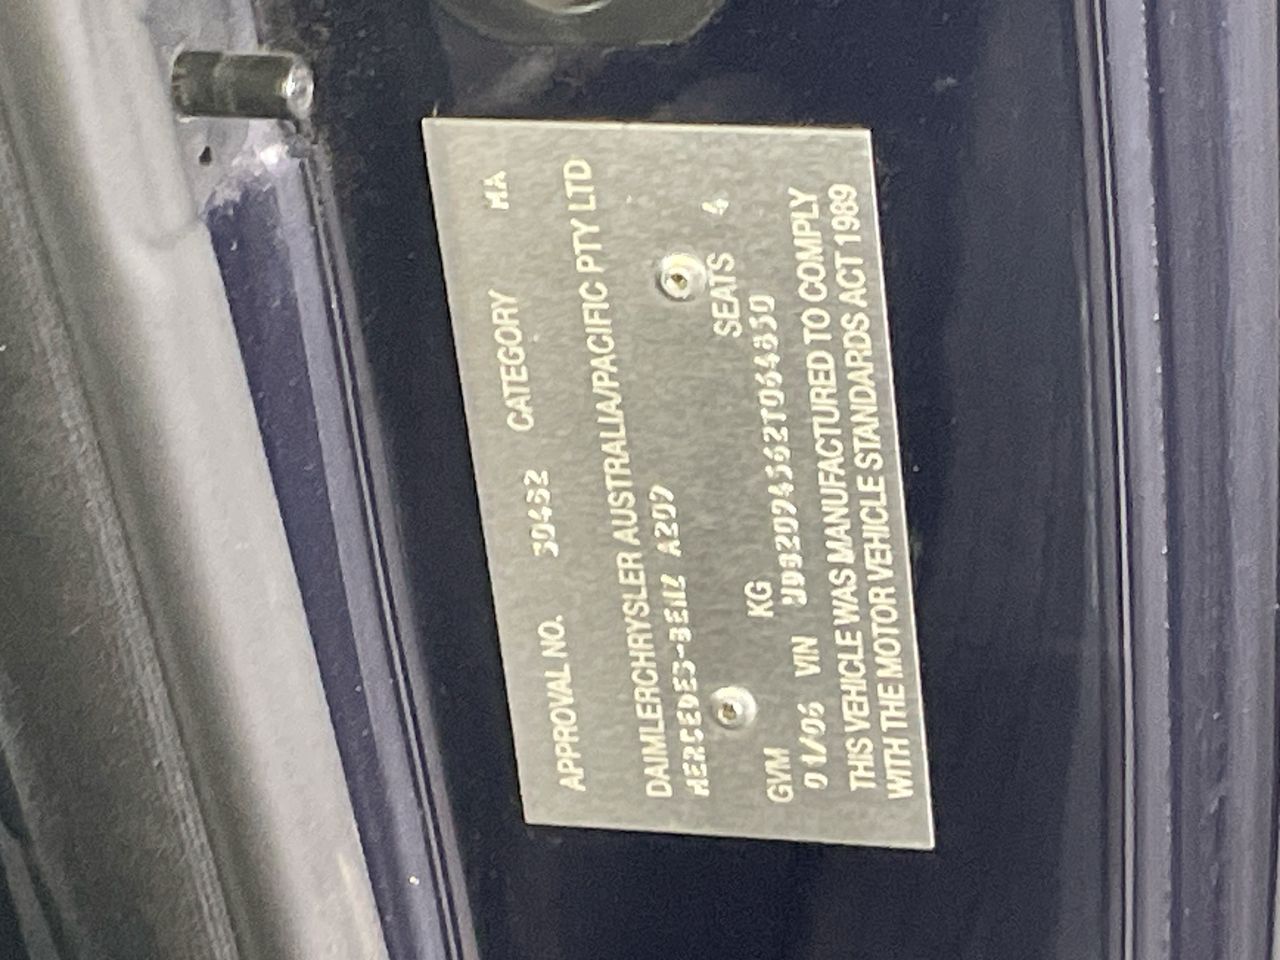 APPROVAL NO. 30432 CATEGORY MA
DAIMLERCHRYSLER AUSTRALIA/PACIFIC PTY LTD
MERCEDES-BENZ A209
SEATS 4
GVM KG
01/06 VIN WDB2094562T064850
THIS VEHICLE WAS MANUFACTURED TO COMPLY
WITH THE MOTOR VEHICLE STANDARDS ACT 1989